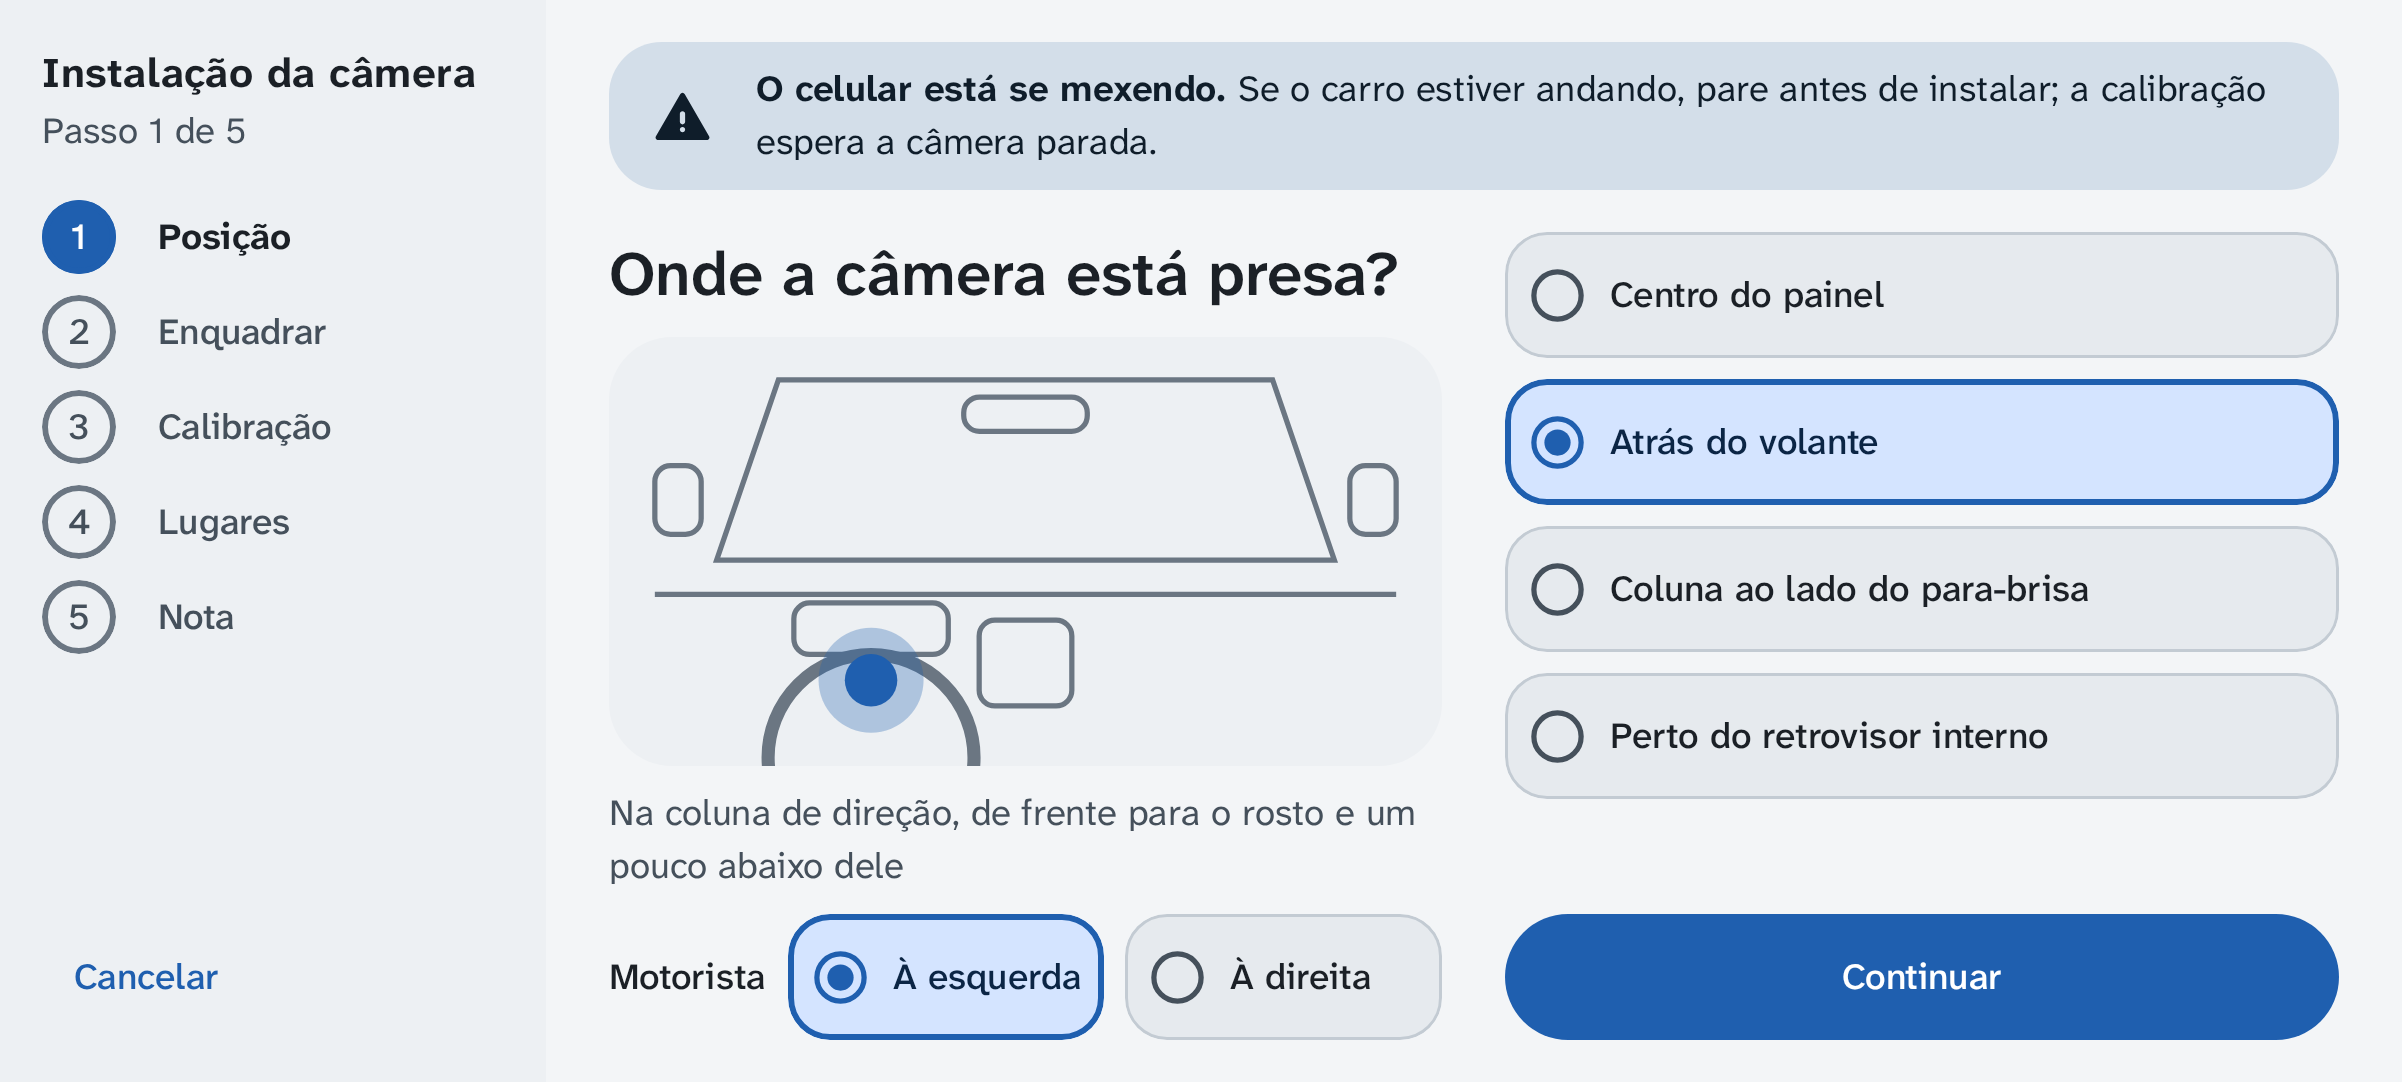 Instalação da câmera
Passo 1 de 5
1 Posição
2 Enquadrar
3 Calibração
4 Lugares
5 Nota
Cancelar
O celular está se mexendo. Se o carro estiver andando, pare antes de instalar; a calibração
espera a câmera parada.
Onde a câmera está presa?
Na coluna de direção, de frente para o rosto e um
pouco abaixo dele
Motorista À esquerda À direita
Centro do painel
Atrás do volante
Coluna ao lado do para-brisa
Perto do retrovisor interno
Continuar